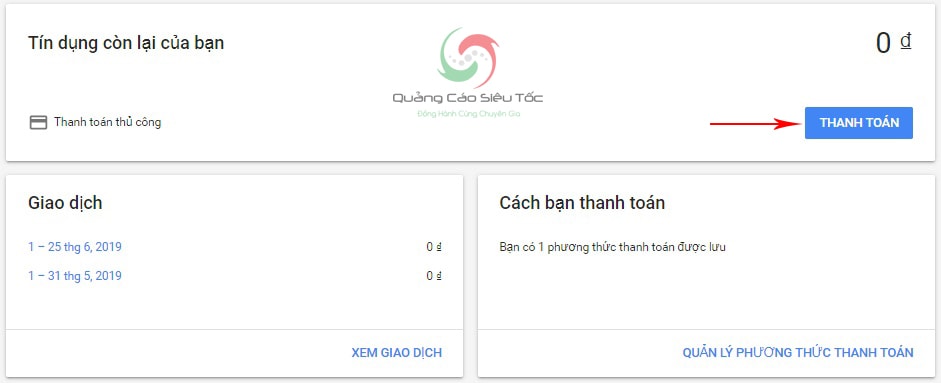 Tín dụng còn lại của bạn
0 ₫
Quảng Cáo Siêu Tốc
Đồng Hành Cùng Chuyên Gia
Thanh toán thủ công
THANH TOÁN
Giao dịch
1 – 25 thg 6, 2019
0 ₫
1 – 31 thg 5, 2019
0 ₫
XEM GIAO DỊCH
Cách bạn thanh toán
Bạn có 1 phương thức thanh toán được lưu
QUẢN LÝ PHƯƠNG THỨC THANH TOÁN